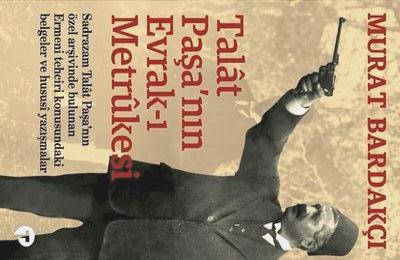 MURAT BARDAKÇI
Talât
Paşa'nın
Evrak-ı
Metrûkesi
Sadrazam Talât Paşa'nın
özel arşivinde bulunan
Ermeni tehciri konusundaki
belgeler ve hususî yazışmalar